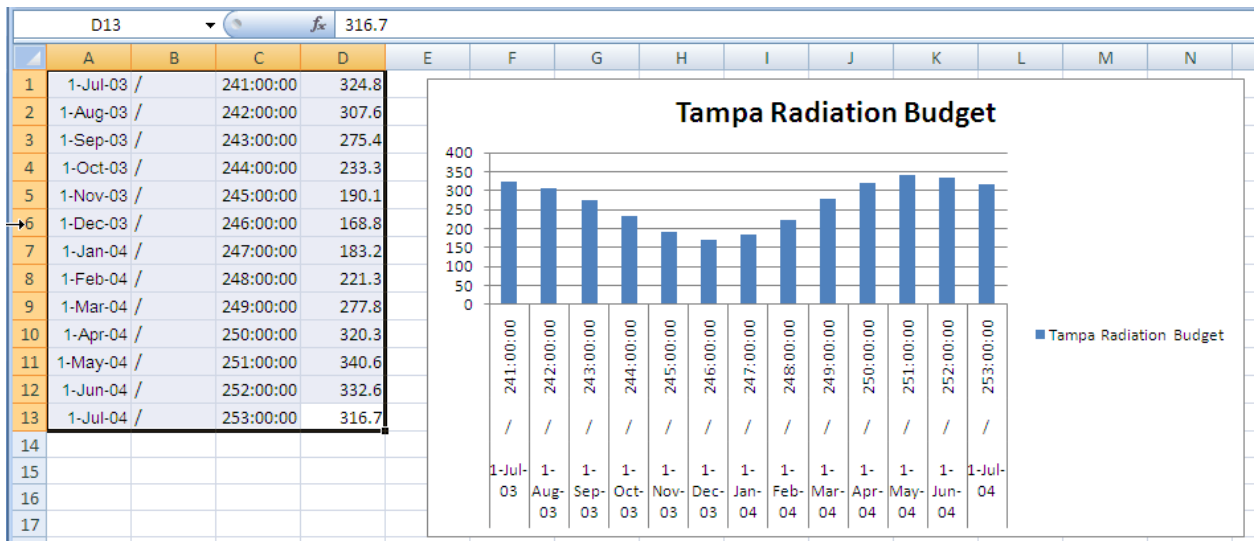 D13 fx 316.7
A B C D E F G H I J K L M N
1 1-Jul-03 / 241:00:00 324.8
2 1-Aug-03 / 242:00:00 307.6
3 1-Sep-03 / 243:00:00 275.4
4 1-Oct-03 / 244:00:00 233.3
5 1-Nov-03 / 245:00:00 190.1
6 1-Dec-03 / 246:00:00 168.8
7 1-Jan-04 / 247:00:00 183.2
8 1-Feb-04 / 248:00:00 221.3
9 1-Mar-04 / 249:00:00 277.8
10 1-Apr-04 / 250:00:00 320.3
11 1-May-04 / 251:00:00 340.6
12 1-Jun-04 / 252:00:00 332.6
13 1-Jul-04 / 253:00:00 316.7
14
15
16
17
Tampa Radiation Budget
400
350
300
250
200
150
100
50
0
241:00:00 242:00:00 243:00:00 244:00:00 245:00:00 246:00:00 247:00:00 248:00:00 249:00:00 250:00:00 251:00:00 252:00:00 253:00:00
/ / / / / / / / / / / / /
1-Jul- 1- 1- 1- 1- 1- 1- 1- 1- 1- 1- 1- 1-Jul-
03 Aug- Sep- Oct- Nov- Dec- Jan- Feb- Mar- Apr- May- Jun- 04
03 03 03 03 03 04 04 04 04 04 04
Tampa Radiation Budget